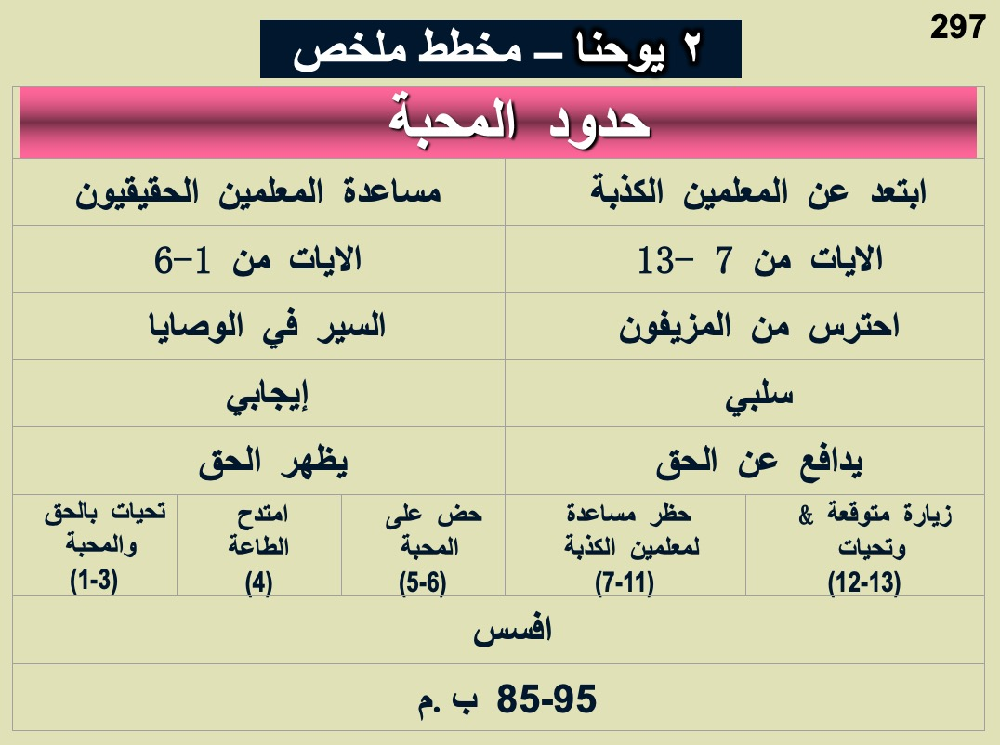 297
٢ يوحنا – مخطط ملخص
حدود المحبة
ابتعد عن المعلمين الكذبة
مساعدة المعلمين الحقيقيون
الايات من 7 –13
الايات من 1–6
احترس من المزيفون
السير في الوصايا
سلبي
إيجابي
يدافع عن الحق
يظهر الحق
زيارة متوقعة &
وتحيات
(12-13)
حظر مساعدة
لمعلمين الكذبة
(7-11)
حض على
المحبة
(5-6)
امتدح
الطاعة
(4)
تحيات بالحق
والمحبة
(1-3)
افسس
85-95 ب .م